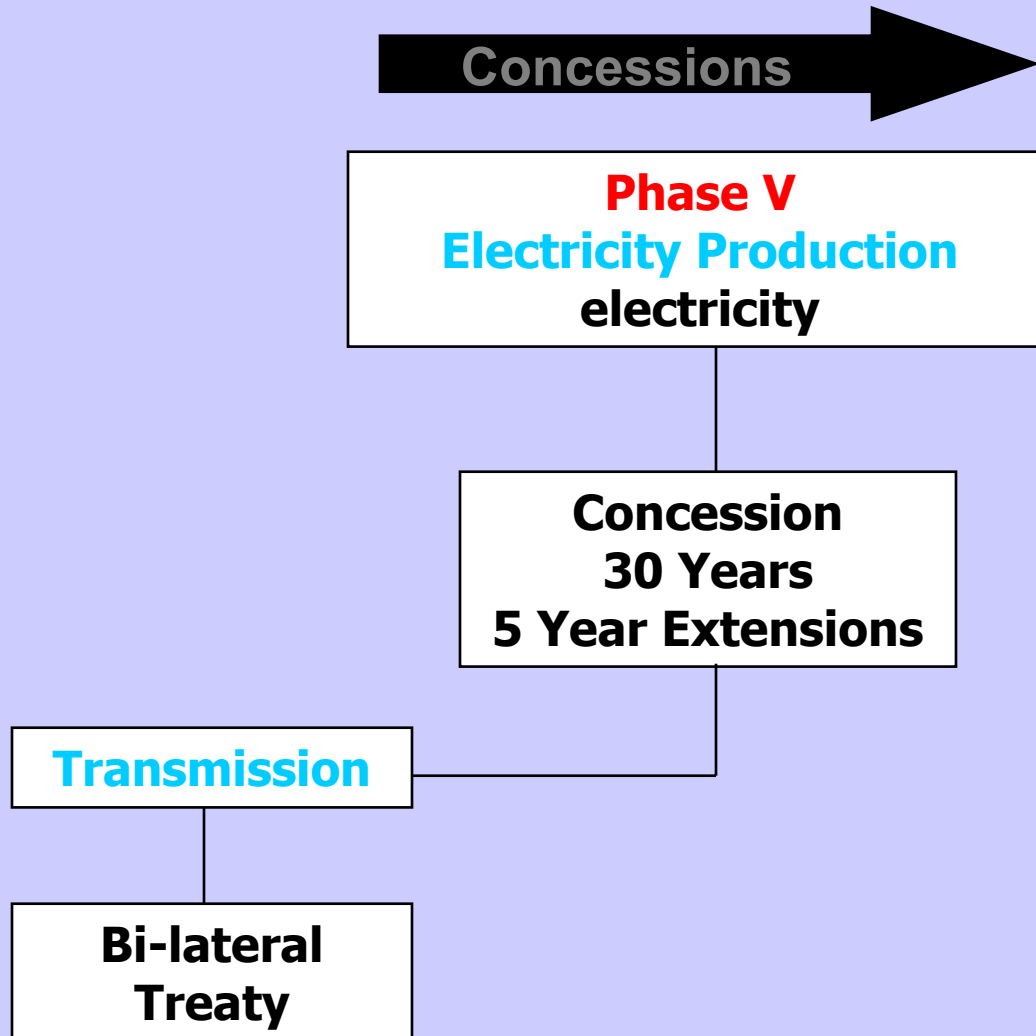 Concessions
Phase V
Electricity Production
electricity
Concession
30 Years
5 Year Extensions
Transmission
Bi-lateral
Treaty